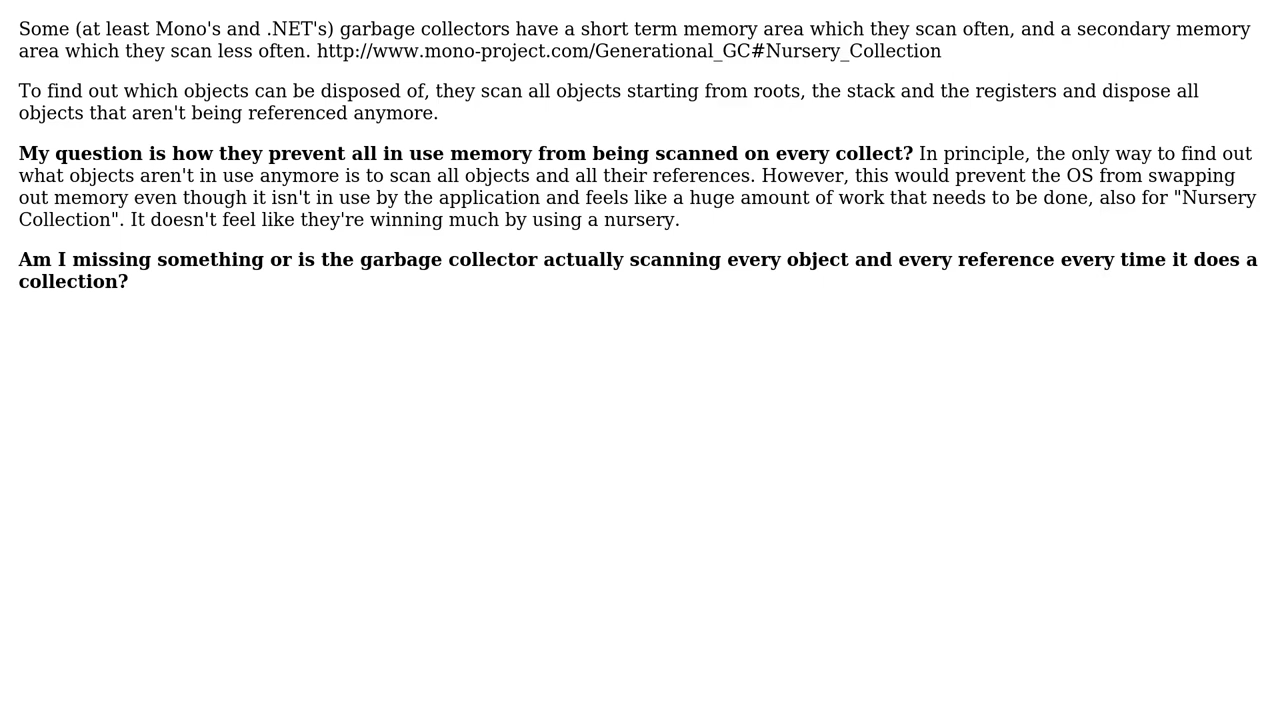 Some (at least Mono's and .NET's) garbage collectors have a short term memory area which they scan often, and a secondary memory
area which they scan less often. http://www.mono-project.com/Generational_GC#Nursery_Collection
To find out which objects can be disposed of, they scan all objects starting from roots, the stack and the registers and dispose all
objects that aren't being referenced anymore.
My question is how they prevent all in use memory from being scanned on every collect? In principle, the only way to find out
what objects aren't in use anymore is to scan all objects and all their references. However, this would prevent the OS from swapping
out memory even though it isn't in use by the application and feels like a huge amount of work that needs to be done, also for "Nursery
Collection". It doesn't feel like they're winning much by using a nursery.
Am I missing something or is the garbage collector actually scanning every object and every reference every time it does a
collection?